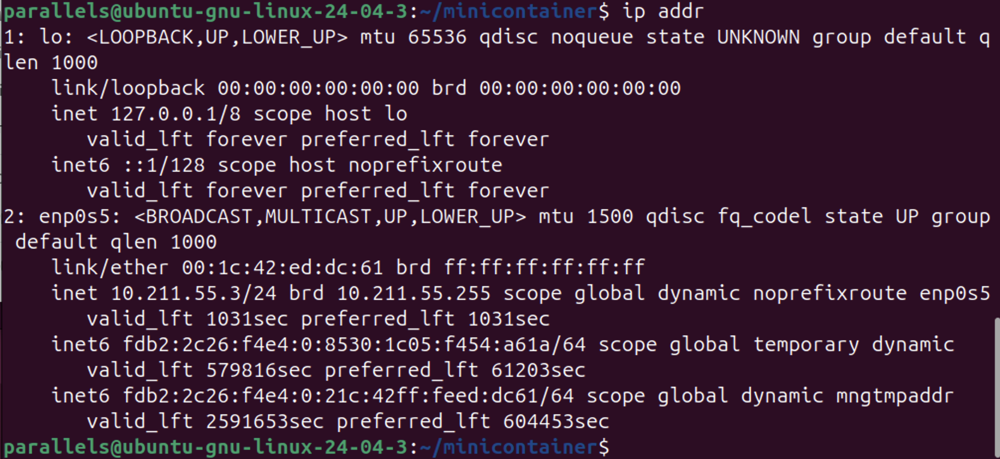 parallels@ubuntu-gnu-linux-24-04-3:~/minicontainer$ ip addr
1: lo: <LOOPBACK,UP,LOWER_UP> mtu 65536 qdisc noqueue state UNKNOWN group default q
len 1000
    link/loopback 00:00:00:00:00:00 brd 00:00:00:00:00:00
    inet 127.0.0.1/8 scope host lo
       valid_lft forever preferred_lft forever
    inet6 ::1/128 scope host noprefixroute
       valid_lft forever preferred_lft forever
2: enp0s5: <BROADCAST,MULTICAST,UP,LOWER_UP> mtu 1500 qdisc fq_codel state UP group
 default qlen 1000
    link/ether 00:1c:42:ed:dc:61 brd ff:ff:ff:ff:ff:ff
    inet 10.211.55.3/24 brd 10.211.55.255 scope global dynamic noprefixroute enp0s5
       valid_lft 1031sec preferred_lft 1031sec
    inet6 fdb2:2c26:f4e4:0:8530:1c05:f454:a61a/64 scope global temporary dynamic
       valid_lft 579816sec preferred_lft 61203sec
    inet6 fdb2:2c26:f4e4:0:21c:42ff:feed:dc61/64 scope global dynamic mngtmpaddr
       valid_lft 2591653sec preferred_lft 604453sec
parallels@ubuntu-gnu-linux-24-04-3:~/minicontainer$